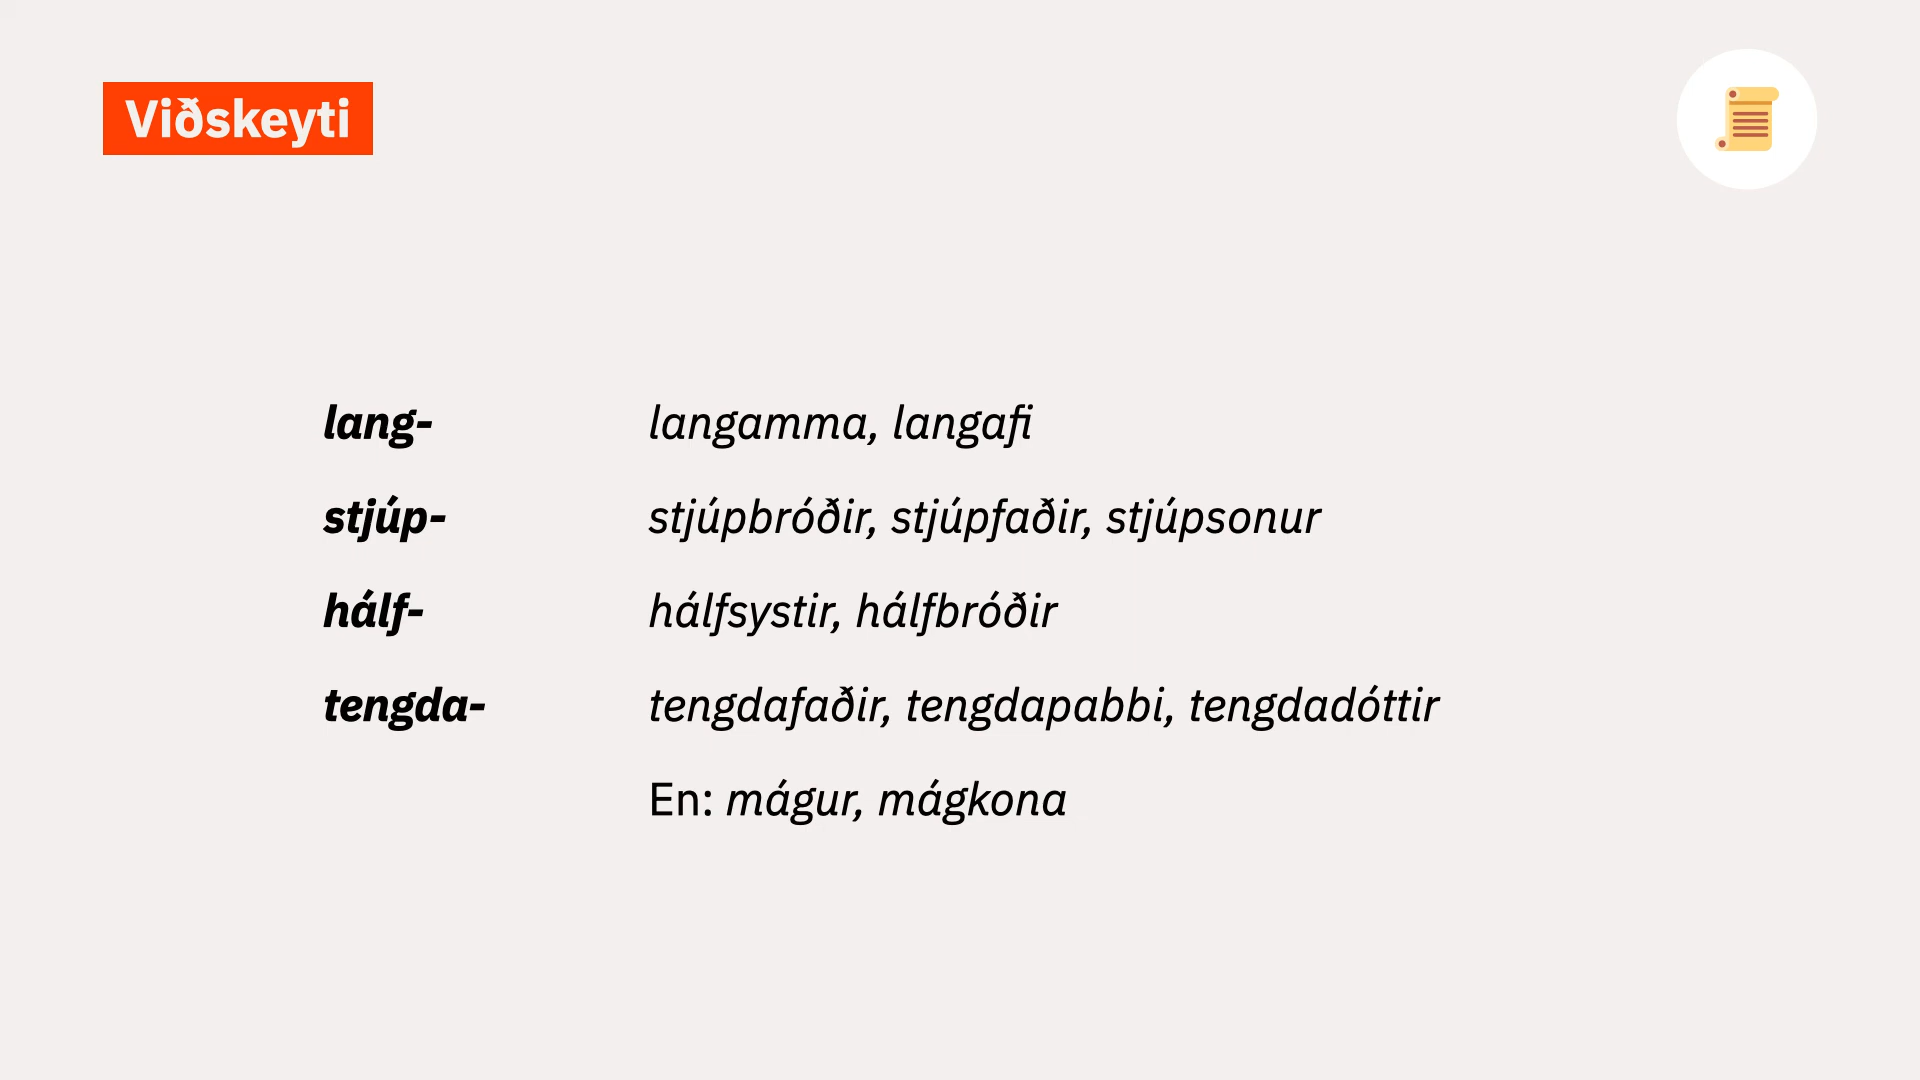 Viðskeyti
lang- langamma, langafi
stjúp- stjúpbróðir, stjúpfaðir, stjúpsonur
hálf- hálfsystir, hálfbróðir
tengda- tengdafaðir, tengdapabbi, tengdadóttir
En: mágur, mágkona